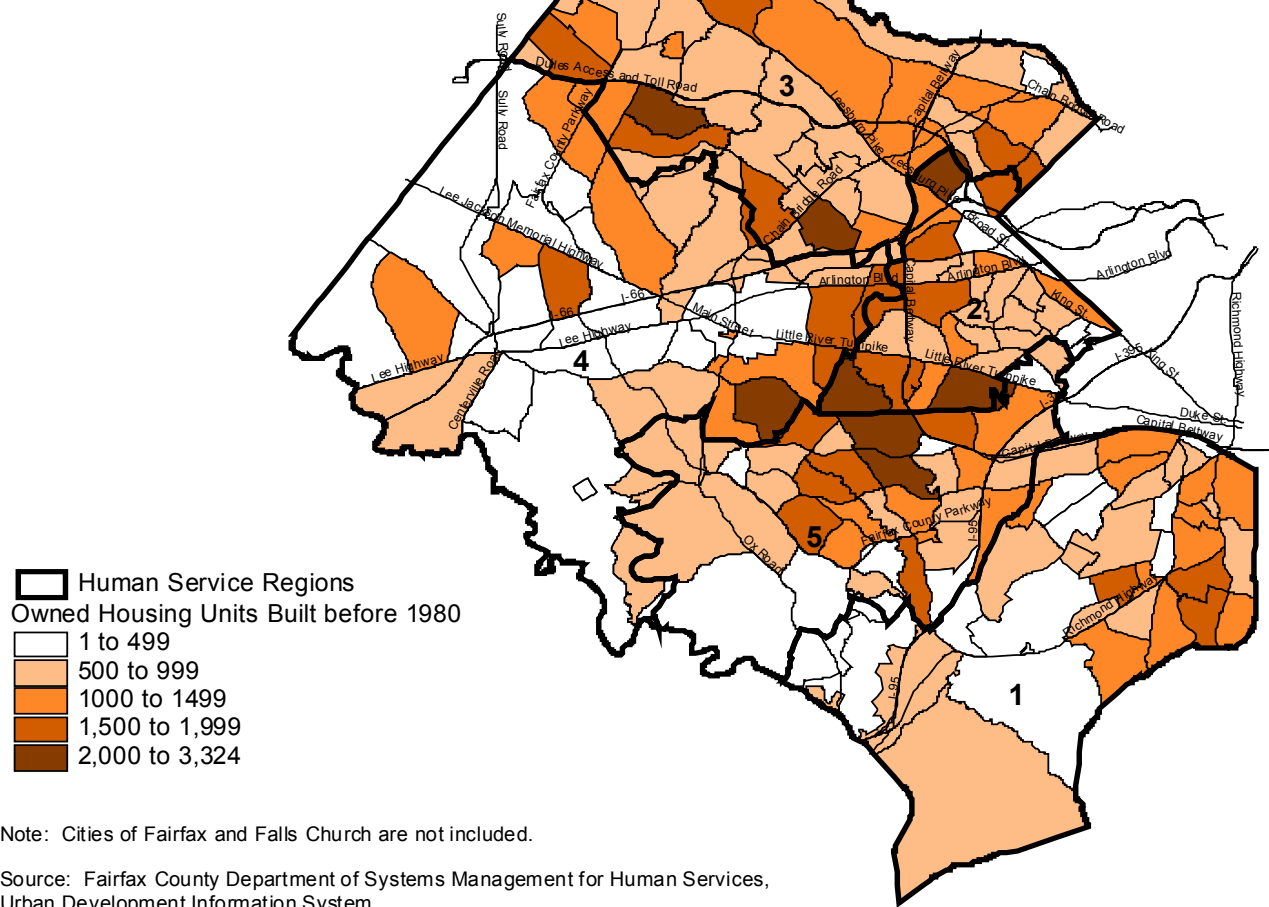 Sully Road
Dulles Access and Toll Road
3
Capital Beltway
Chain Bridge Road
Sully Road
Fairfax County Parkway
Leesburg Pike
Leesburg Pike
Chain Bridge Road
Lee Jackson Memorial Highway
Broad St
Arlington Blvd
Arlington Blvd
Arlington Blvd
Capital Beltway
I-66
I-66
Main Street
King St
2
Richmond Highway
Lee Highway
Little River Turnpike
Little River Turnpike
I-395
King St
4
Lee Highway
Centerville Road
Duke St
Capital Beltway
Capital Beltway
Fairfax County Parkway
I-95
5
Ox Road
Richmond Highway
I-95
1
Human Service Regions
Owned Housing Units Built before 1980
1 to 499
500 to 999
1000 to 1499
1,500 to 1,999
2,000 to 3,324
Note: Cities of Fairfax and Falls Church are not included.
Source: Fairfax County Department of Systems Management for Human Services,
Urban Development Information System